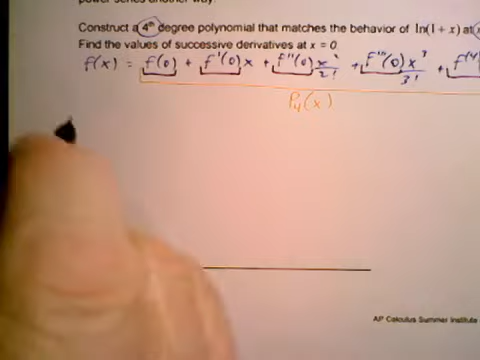 power series another way.
Construct a 4th degree polynomial that matches the behavior of ln(1 + x) at
Find the values of successive derivatives at x = 0
f(x) = f(0) + f'(0)x + f''(0)x²/2! + f'''(0)x³/3! + f⁽⁴⁾
P₄(x)
AP Calculus Summer Institute